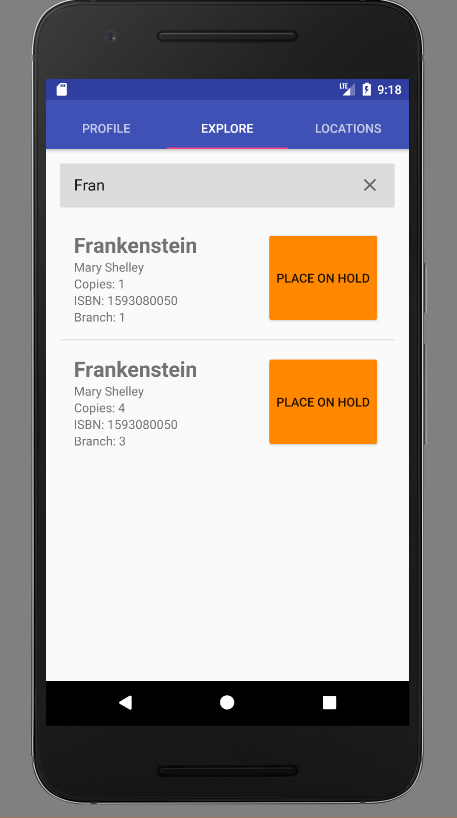 LTE 9:18
PROFILE EXPLORE LOCATIONS
Fran
Frankenstein
Mary Shelley
Copies: 1
ISBN: 1593080050
Branch: 1
PLACE ON HOLD
Frankenstein
Mary Shelley
Copies: 4
ISBN: 1593080050
Branch: 3
PLACE ON HOLD